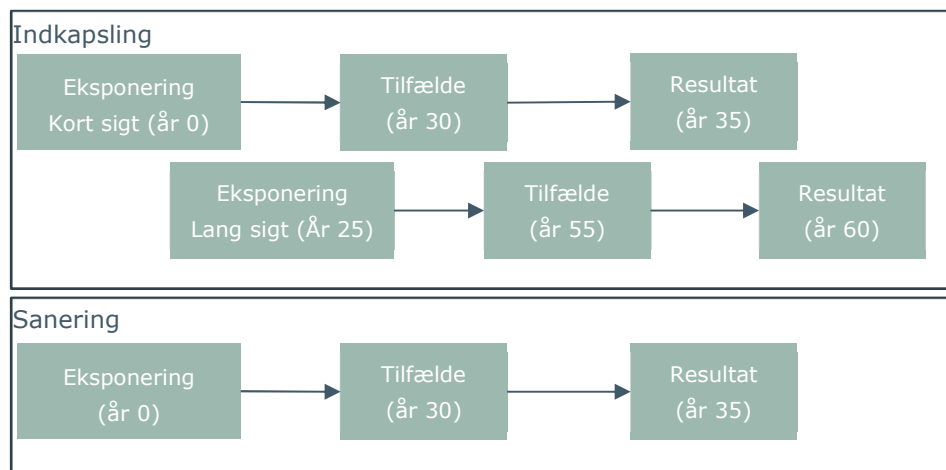 Indkapsling
Eksponering
Kort sigt (år 0)
Tilfælde
(år 30)
Resultat
(år 35)
Eksponering
Lang sigt (År 25)
Tilfælde
(år 55)
Resultat
(år 60)
Sanering
Eksponering
(år 0)
Tilfælde
(år 30)
Resultat
(år 35)